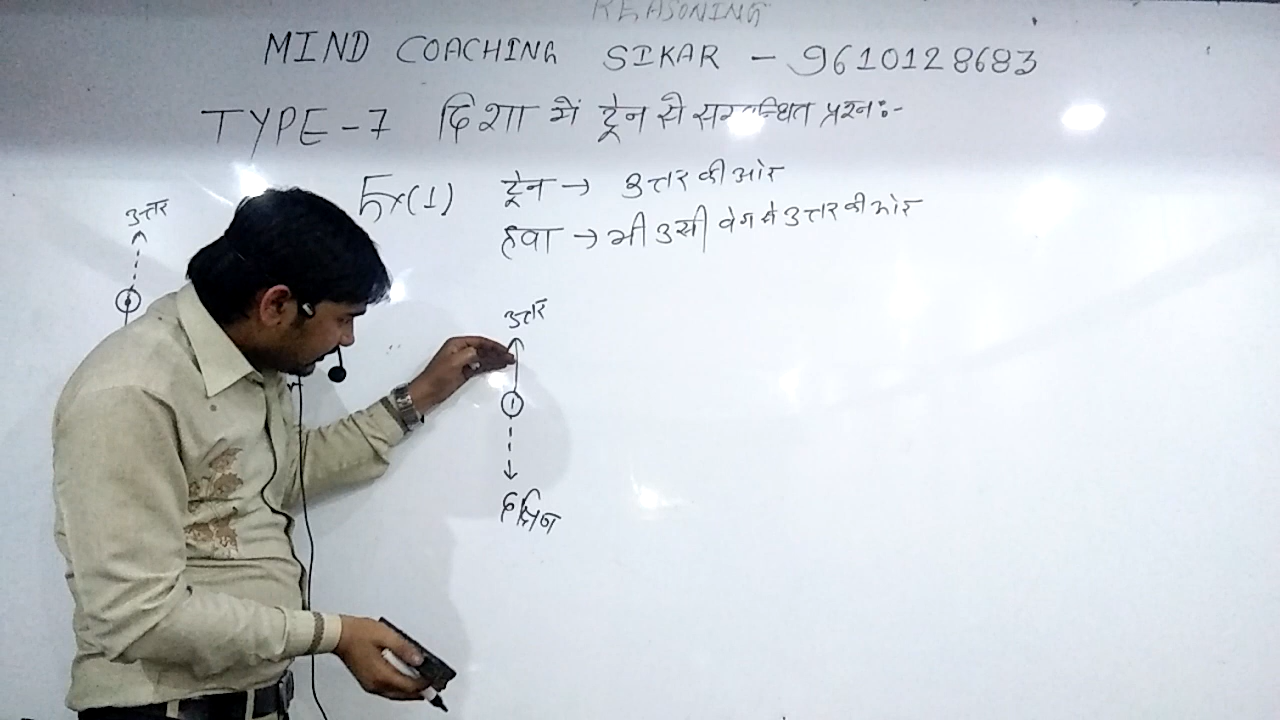 REASONING
MIND COACHING SIKAR - 9610128683
TYPE-7 दिशा में ट्रेन से सम्बन्धित प्रश्न:-
Ex(1) ट्रेन → उत्तर की ओर
हवा → भी उसी वेग से उत्तर की ओर
उत्तर
उत्तर
दक्षिण